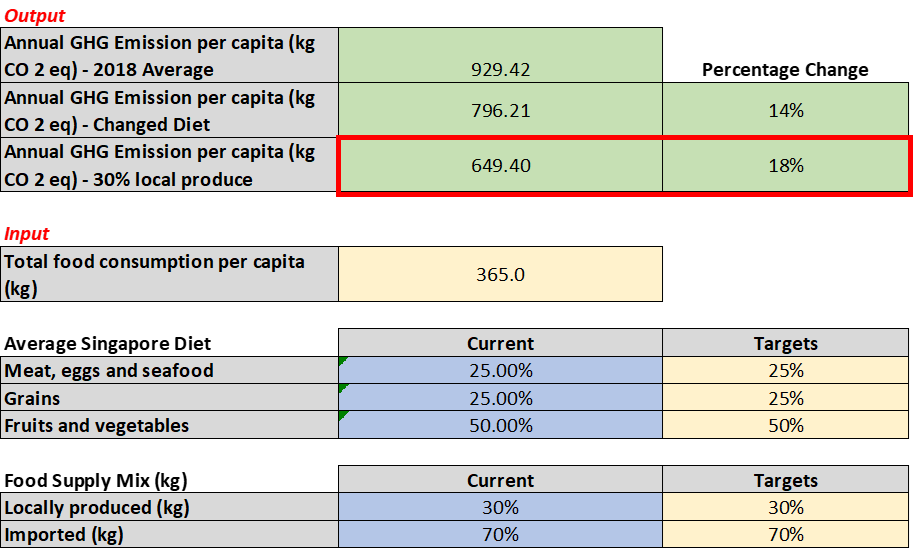 Output
Annual GHG Emission per capita (kg
CO 2 eq) - 2018 Average
929.42
Percentage Change
Annual GHG Emission per capita (kg
CO 2 eq) - Changed Diet
796.21
14%
Annual GHG Emission per capita (kg
CO 2 eq) - 30% local produce
649.40
18%
Input
Total food consumption per capita
(kg)
365.0
Average Singapore Diet
Current
Targets
Meat, eggs and seafood
25.00%
25%
Grains
25.00%
25%
Fruits and vegetables
50.00%
50%
Food Supply Mix (kg)
Current
Targets
Locally produced (kg)
30%
30%
Imported (kg)
70%
70%